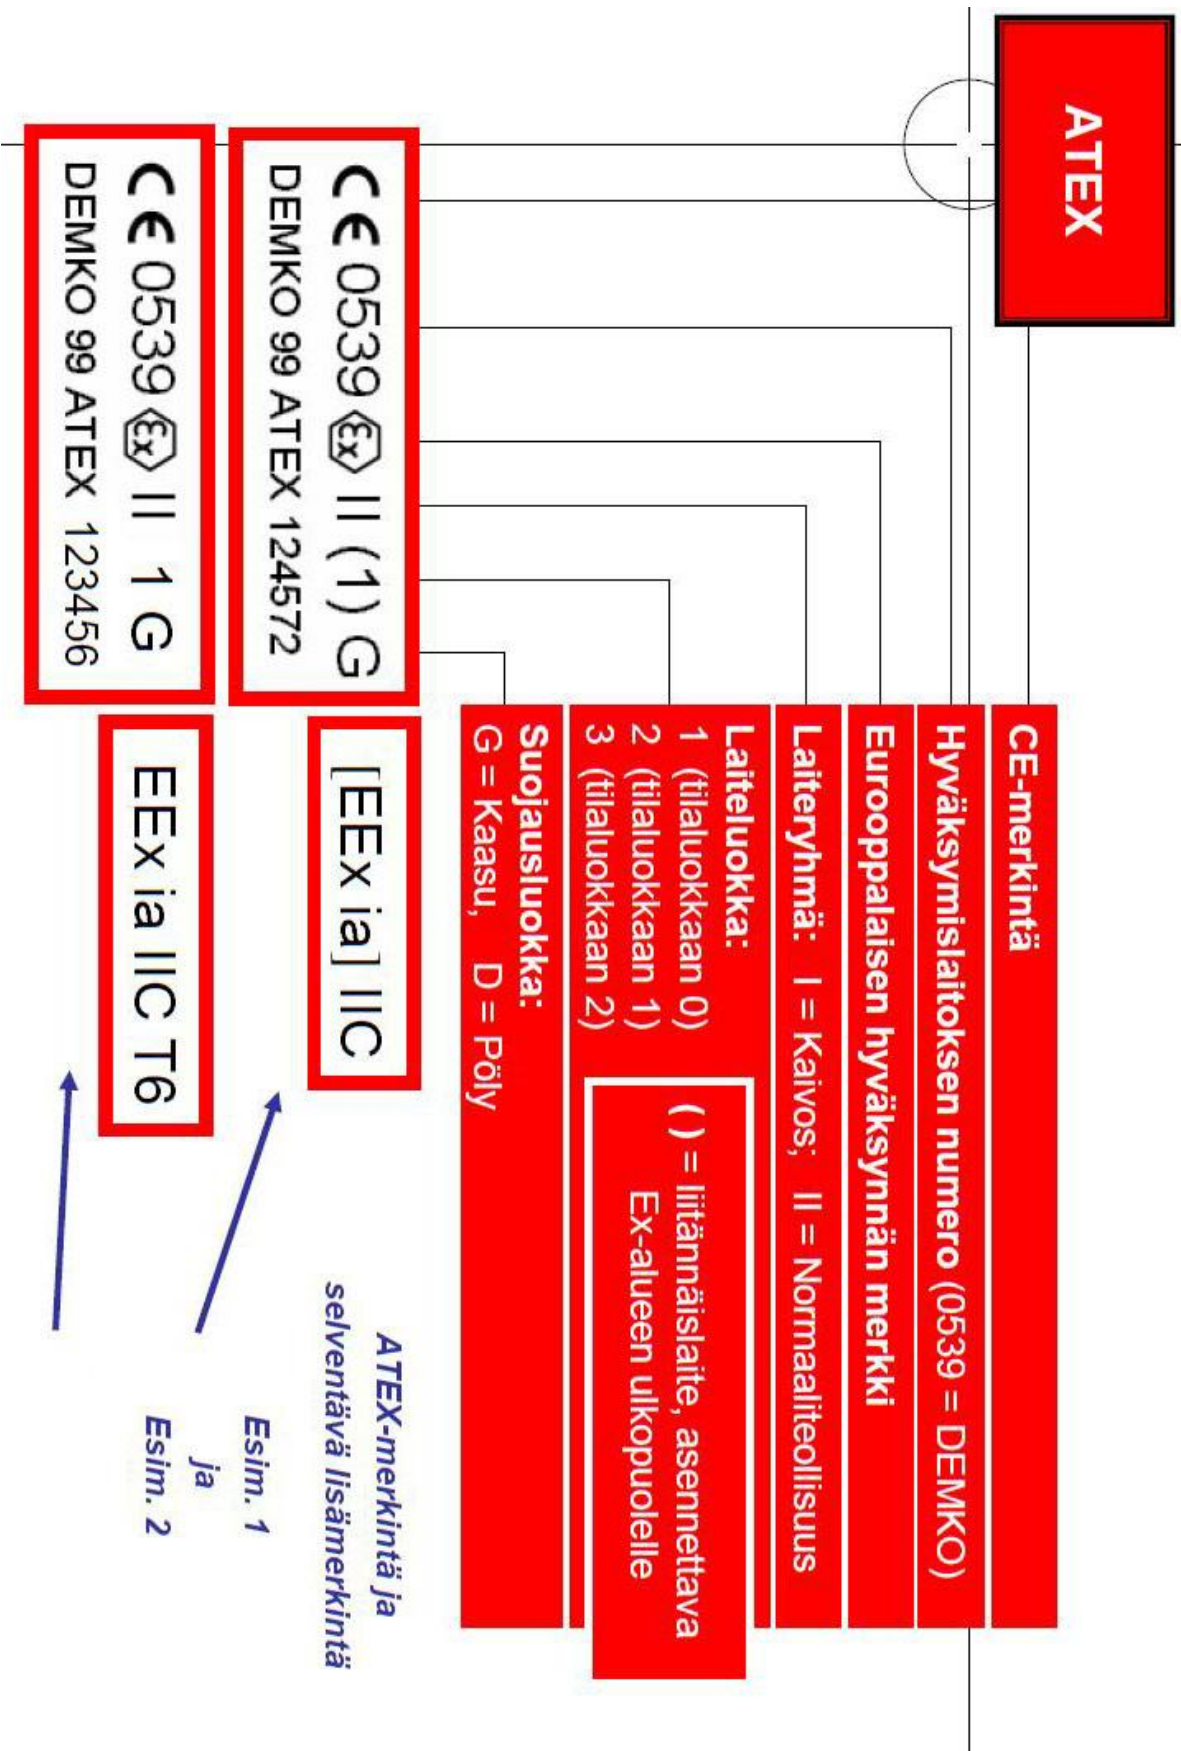 ATEX
CE-merkintä
Hyväksymislaitoksen numero (0539 = DEMKO)
Eurooppalaisen hyväksynnän merkki
Laiteryhmä: I = Kaivos; II = Normaaliteollisuus
Laiteluokka:
1 (tilaluokkaan 0)
2 (tilaluokkaan 1)
3 (tilaluokkaan 2)
( ) = liitännäislaite, asennettava
Ex-alueen ulkopuolelle
Suojausluokka:
G = Kaasu, D = Pöly
CE 0539 Ex II (1) G
DEMKO 99 ATEX 124572
[EEx ia] IIC
CE 0539 Ex II 1 G
DEMKO 99 ATEX 123456
EEx ia IIC T6
ATEX-merkintä ja
selventävä lisämerkintä
Esim. 1
ja
Esim. 2